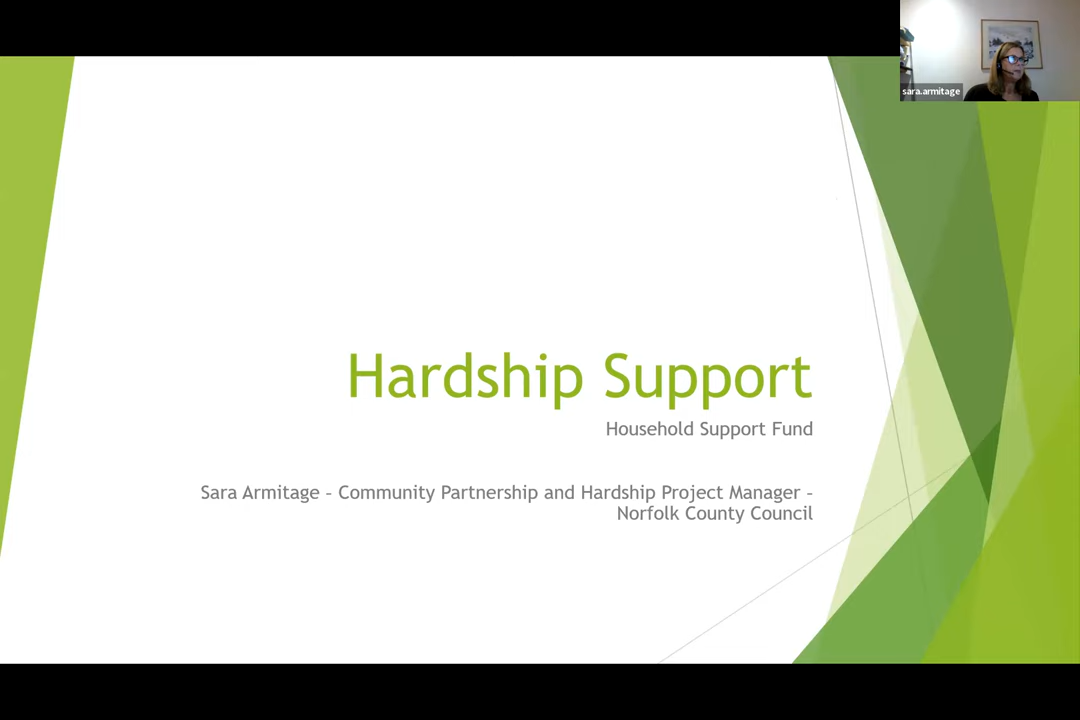 sara.armitage
Hardship Support
Household Support Fund
Sara Armitage – Community Partnership and Hardship Project Manager –
Norfolk County Council